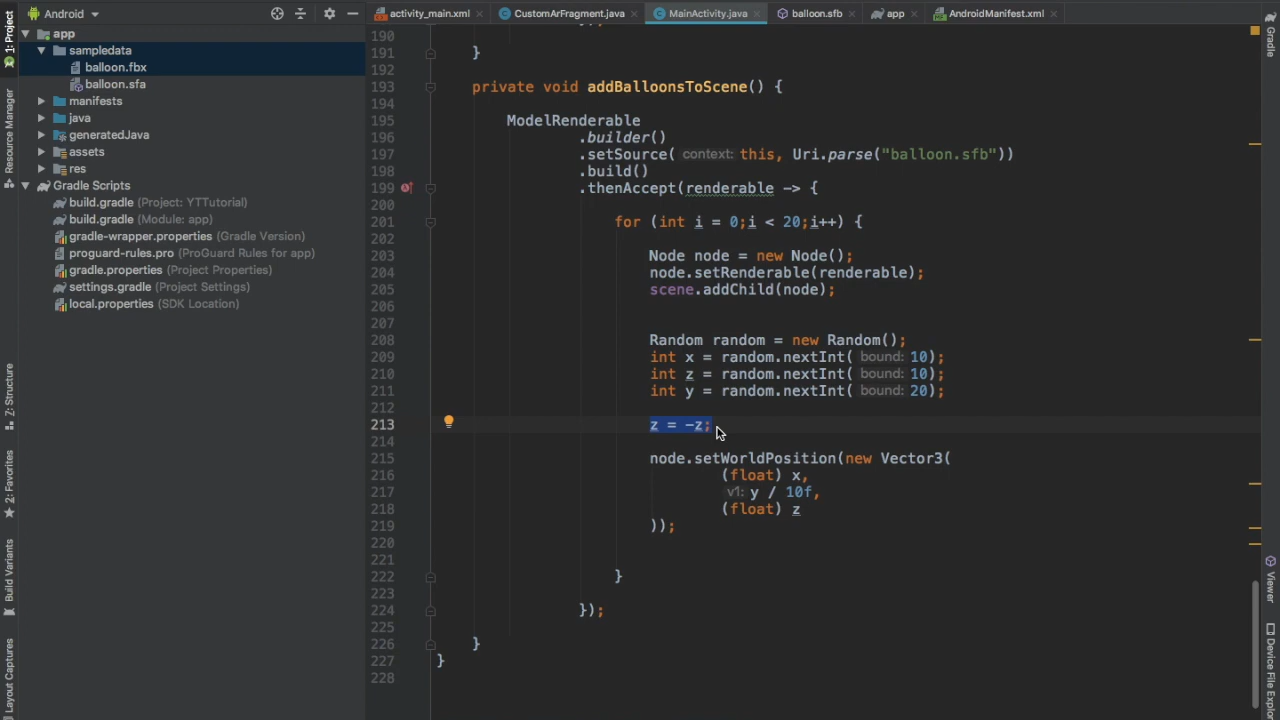 Android
activity_main.xml
CustomArFragment.java
MainActivity.java
balloon.sfb
app
AndroidManifest.xml
1: Project
Resource Manager
Z: Structure
2: Favorites
Build Variants
Layout Captures
app
sampledata
balloon.fbx
balloon.sfa
manifests
java
generatedJava
assets
res
Gradle Scripts
build.gradle (Project: YTTutorial)
build.gradle (Module: app)
gradle-wrapper.properties (Gradle Version)
proguard-rules.pro (ProGuard Rules for app)
gradle.properties (Project Properties)
settings.gradle (Project Settings)
local.properties (SDK Location)
190
191 }
192
193 private void addBalloonsToScene() {
194
195 ModelRenderable
196 .builder()
197 .setSource( context: this, Uri.parse("balloon.sfb"))
198 .build()
199 .thenAccept(renderable -> {
200
201 for (int i = 0;i < 20;i++) {
202
203 Node node = new Node();
204 node.setRenderable(renderable);
205 scene.addChild(node);
206
207
208 Random random = new Random();
209 int x = random.nextInt( bound: 10);
210 int z = random.nextInt( bound: 10);
211 int y = random.nextInt( bound: 20);
212
213 z = -z;
214
215 node.setWorldPosition(new Vector3(
216 (float) x,
217 v1: y / 10f,
218 (float) z
219 ));
220
221
222 }
223
224 });
225
226 }
227 }
228
Gradle
Viewer
Device File Explo